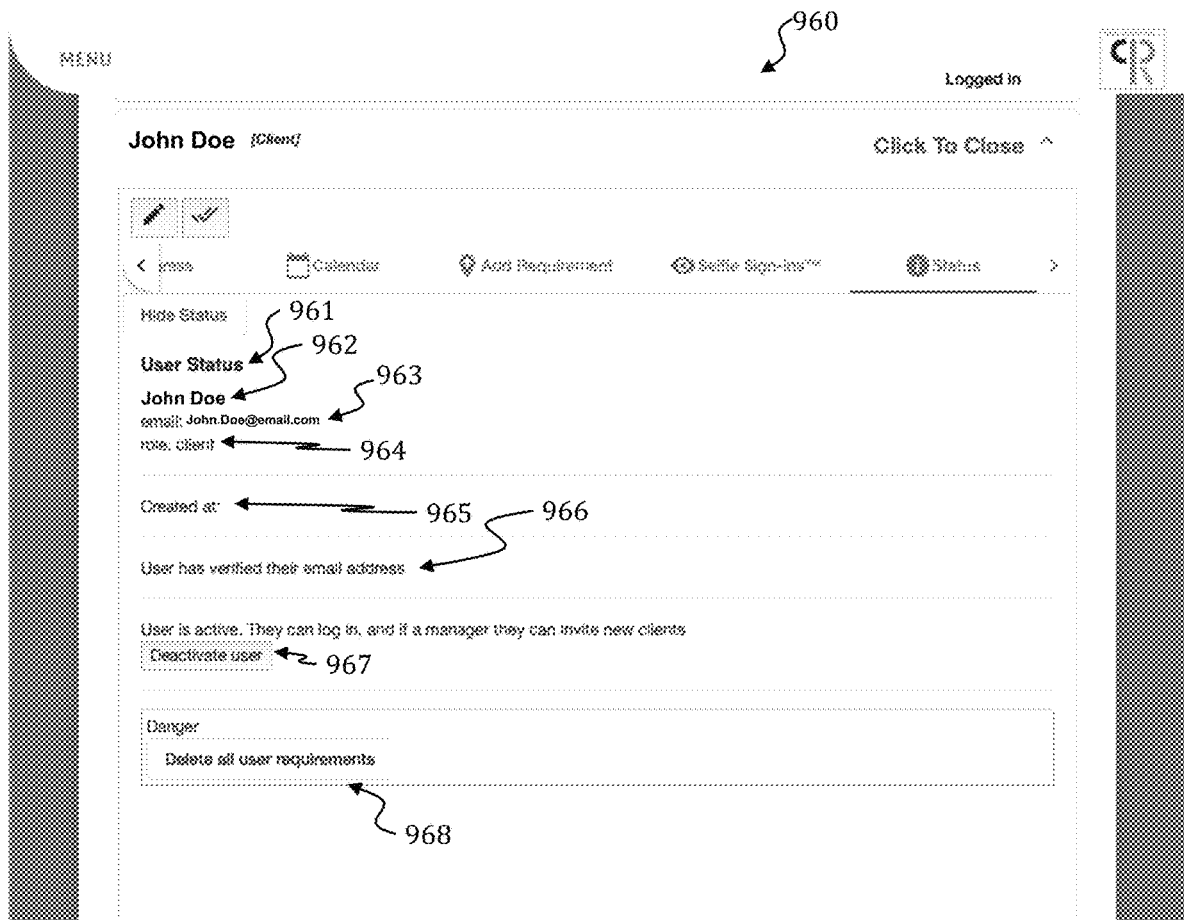 960
MENU
Logged in
John Doe [Client]
Click To Close ^
Calendar Add Requirement Selfie Sign-Ins™ Status
Hide Status
961
User Status
962
John Doe
963
email: John.Doe@email.com
role: client
964
Created at:
965
966
User has verified their email address
User is active. They can log in, and if a manager they can invite new clients
Deactivate user
967
Danger
Delete all user requirements
968